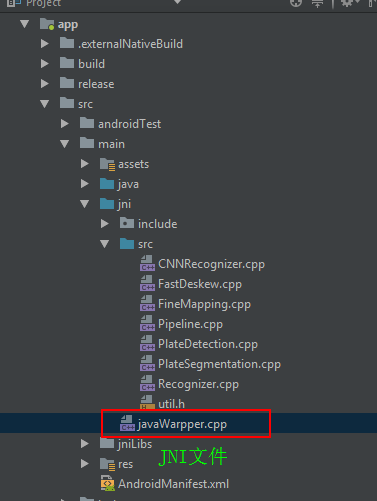 Project
app
.externalNativeBuild
build
release
src
androidTest
main
assets
java
jni
include
src
CNNRecognizer.cpp
FastDeskew.cpp
FineMapping.cpp
Pipeline.cpp
PlateDetection.cpp
PlateSegmentation.cpp
Recognizer.cpp
util.h
javaWarpper.cpp
jniLibs
JNI文件
res
AndroidManifest.xml